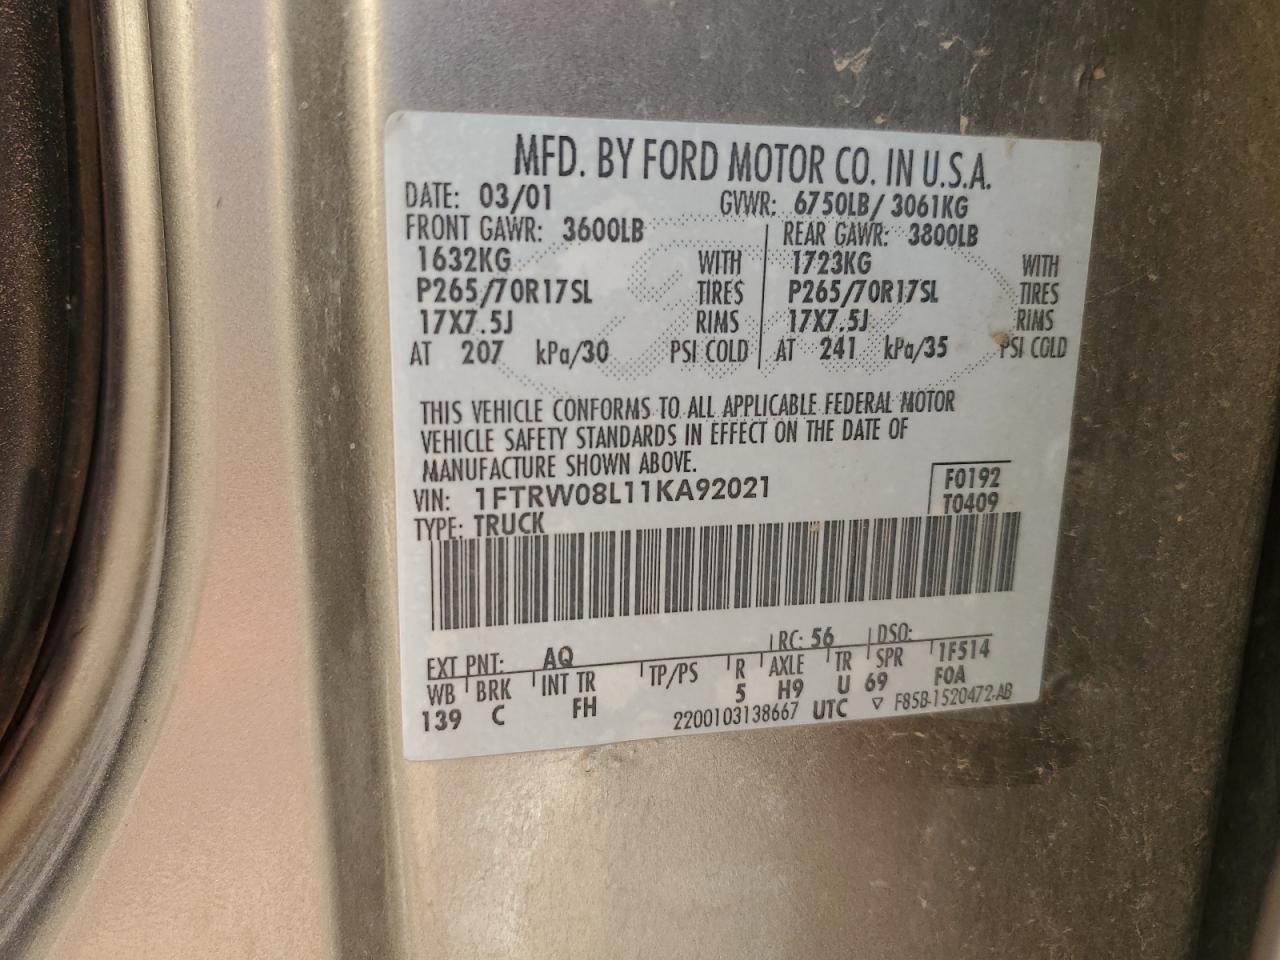 MFD. BY FORD MOTOR CO. IN U.S.A.
DATE: 03/01 GVWR: 6750LB/ 3061KG
FRONT GAWR: 3600LB REAR GAWR: 3800LB
1632KG WITH 1723KG WITH
P265/70R17SL TIRES P265/70R17SL TIRES
17X7.5J RIMS 17X7.5J RIMS
AT 207 kPa/30 PSI COLD AT 241 kPa/35 PSI COLD
THIS VEHICLE CONFORMS TO ALL APPLICABLE FEDERAL MOTOR
VEHICLE SAFETY STANDARDS IN EFFECT ON THE DATE OF
MANUFACTURE SHOWN ABOVE.
VIN: 1FTRW08L11KA92021 F0192
TYPE: TRUCK T0409
EXT PNT: AQ RC: 56 DSO:
WB BRK INT TR TP/PS R AXLE TR SPR 1F514
139 C FH 5 H9 U 69 F0A
2200103138667 UTC ▽ F85B-1520472-AB